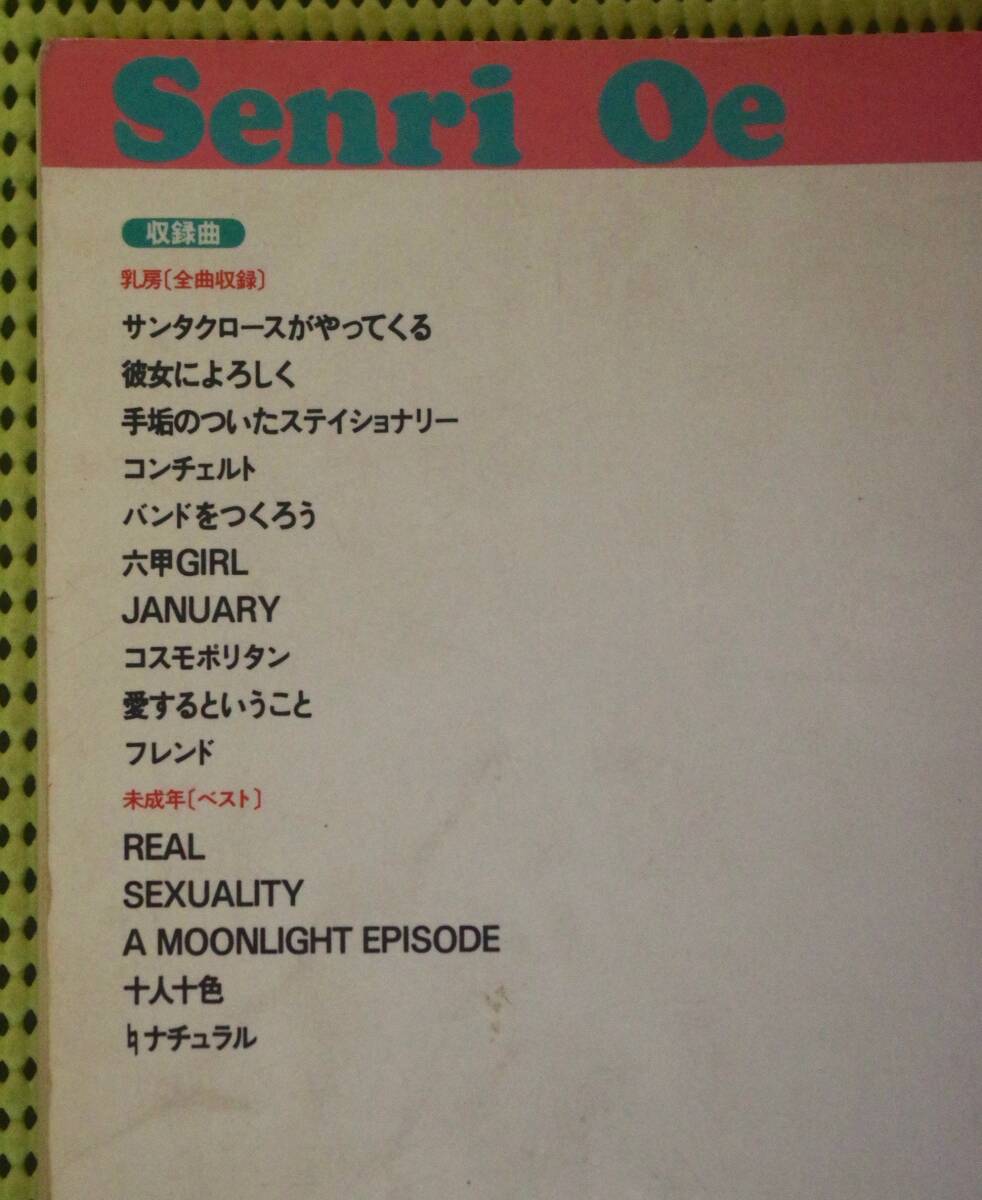 Senri Oe
収録曲
乳房〔全曲収録〕
サンタクロースがやってくる
彼女によろしく
手垢のついたステイショナリー
コンチェルト
バンドをつくろう
六甲GIRL
JANUARY
コスモポリタン
愛するということ
フレンド
未成年〔ベスト〕
REAL
SEXUALITY
A MOONLIGHT EPISODE
十人十色
♮ナチュラル